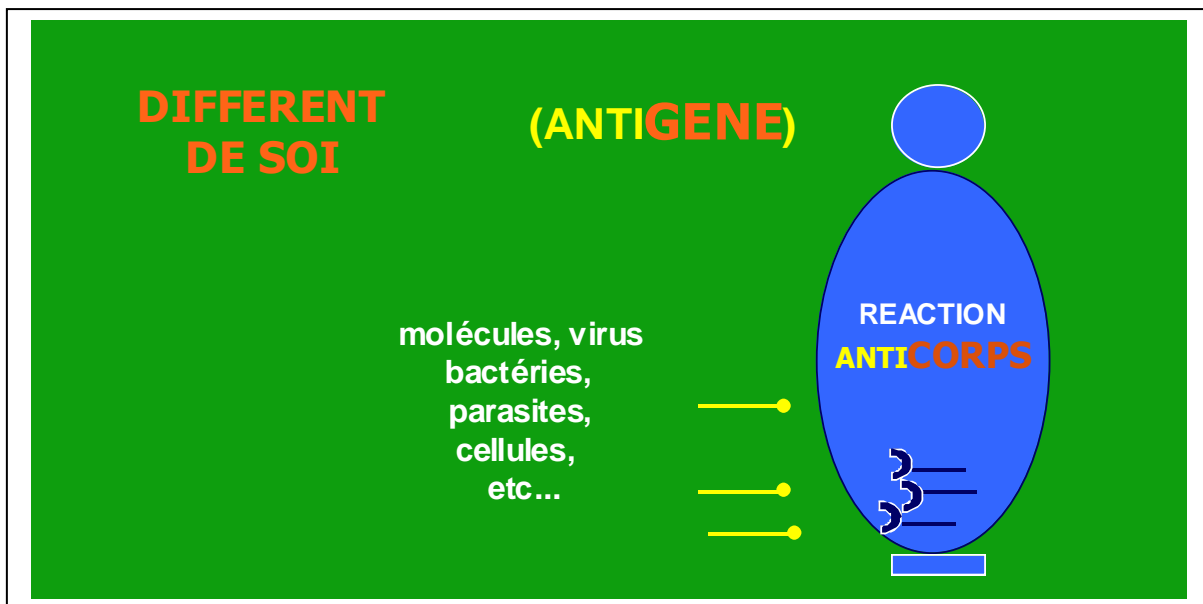 DIFFERENT
DE SOI
(ANTIGENE)
molécules, virus
bactéries,
parasites,
cellules,
etc...
REACTION
ANTICORPS